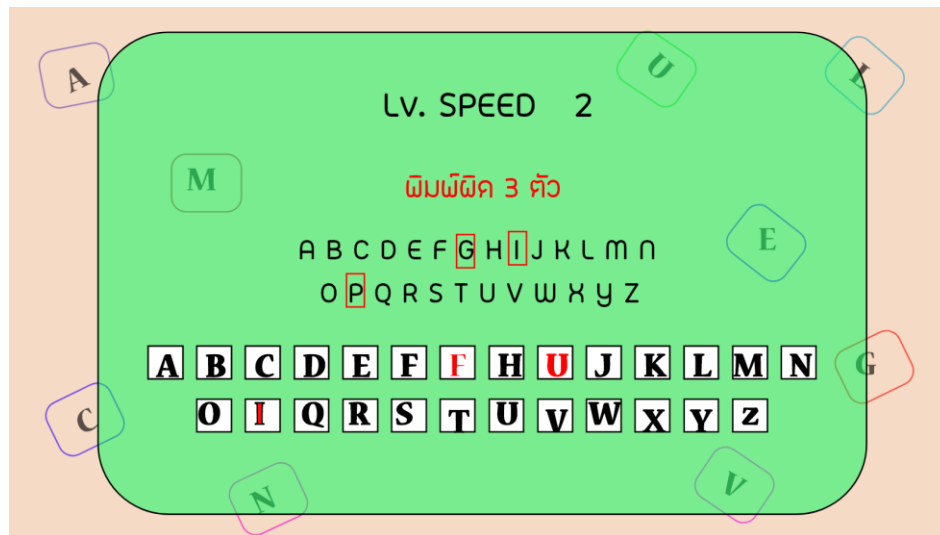 A
U
L
Lv. SPEED 2
M
พิมพ์ผิด 3 ตัว
E
A B C D E F G H I J K L M N
O P Q R S T U V W X Y Z
A B C D E F F H U J K L M N
G
O I Q R S T U V W X Y Z
C
N
V